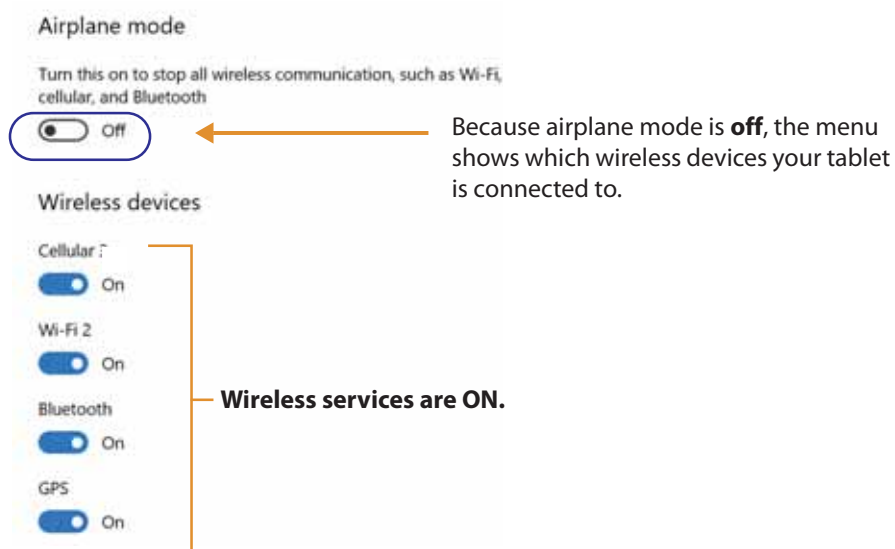 Airplane mode
Turn this on to stop all wireless communication, such as Wi-Fi,
cellular, and Bluetooth
Off
Because airplane mode is off, the menu
shows which wireless devices your tablet
is connected to.
Wireless devices
Cellular
On
Wi-Fi 2
On
Wireless services are ON.
Bluetooth
On
GPS
On